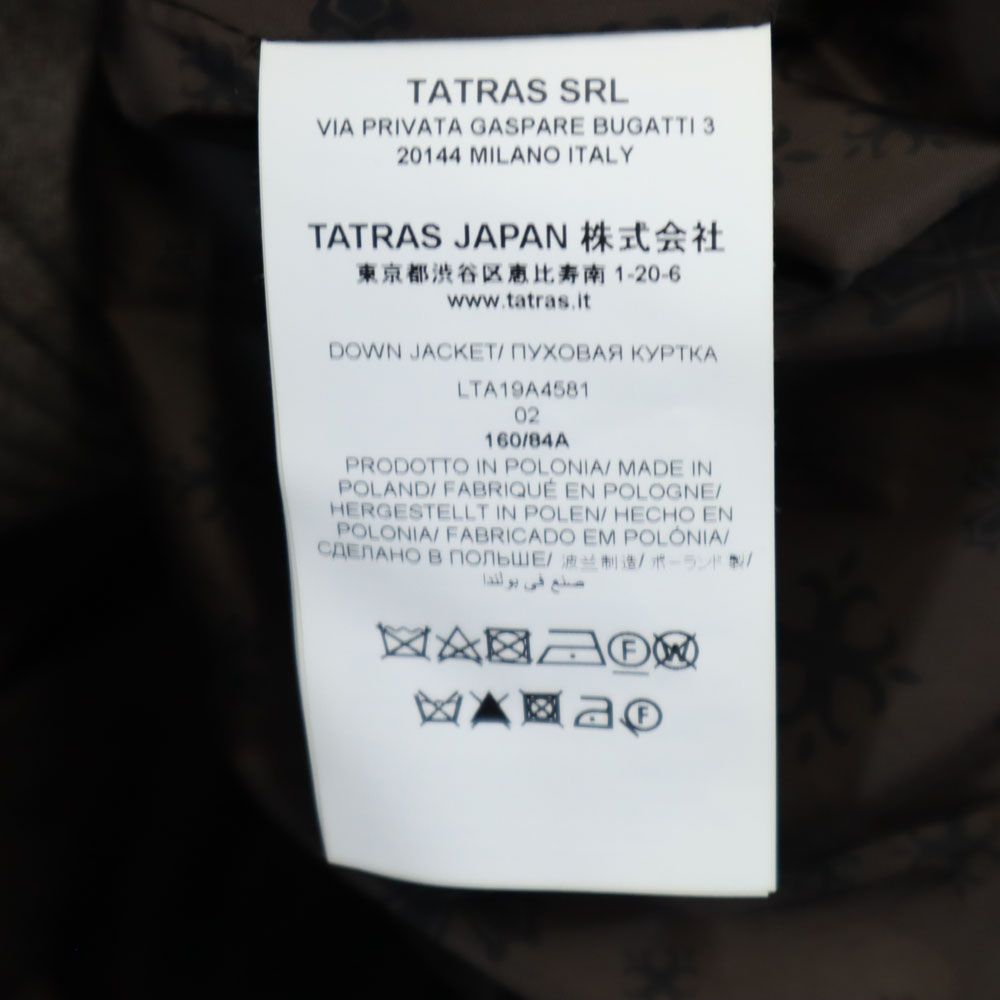 TATRAS SRL
VIA PRIVATA GASPARE BUGATTI 3
20144 MILANO ITALY
TATRAS JAPAN 株式会社
東京都渋谷区恵比寿南 1-20-6
www.tatras.it
DOWN JACKET/ ПУХОВАЯ КУРТКА
LTA19A4581
02
160/84A
PRODOTTO IN POLONIA/ MADE IN
POLAND/ FABRIQUÉ EN POLOGNE/
HERGESTELLT IN POLEN/ HECHO EN
POLONIA/ FABRICADO EM POLÓNIA/
СДЕЛАНО В ПОЛЬШЕ/ 波兰制造/ ポーランド製/
صنع في بولندا
F W
F